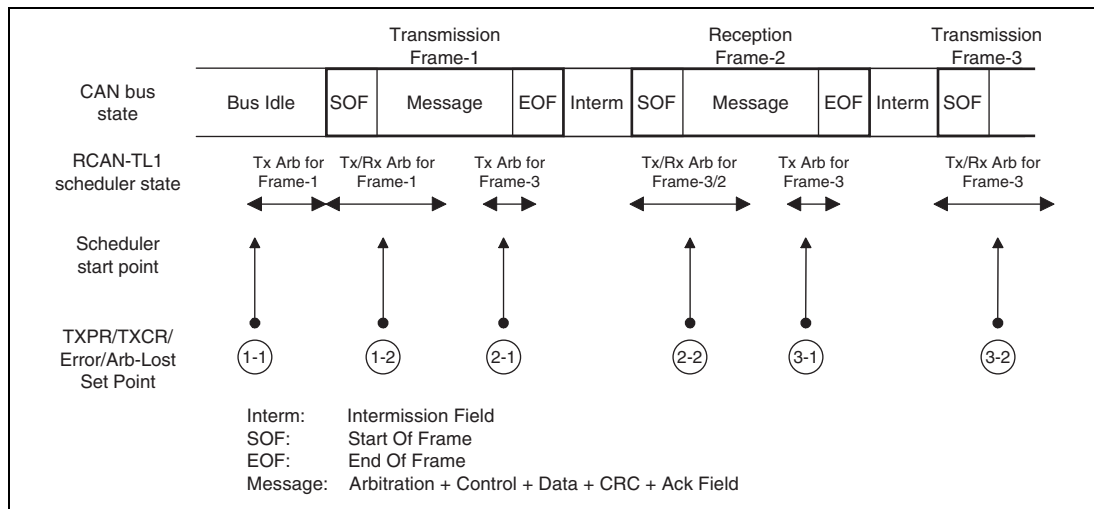 Transmission
Frame-1
Reception
Frame-2
Transmission
Frame-3
CAN bus
state
Bus Idle
SOF
Message
EOF
Interm
SOF
Message
EOF
Interm
SOF
RCAN-TL1
scheduler state
Tx Arb for
Frame-1
Tx/Rx Arb for
Frame-1
Tx Arb for
Frame-3
Tx/Rx Arb for
Frame-3/2
Tx Arb for
Frame-3
Tx/Rx Arb for
Frame-3
Scheduler
start point
TXPR/TXCR/
Error/Arb-Lost
Set Point
1-1
1-2
2-1
2-2
3-1
3-2
Interm: Intermission Field
SOF: Start Of Frame
EOF: End Of Frame
Message: Arbitration + Control + Data + CRC + Ack Field